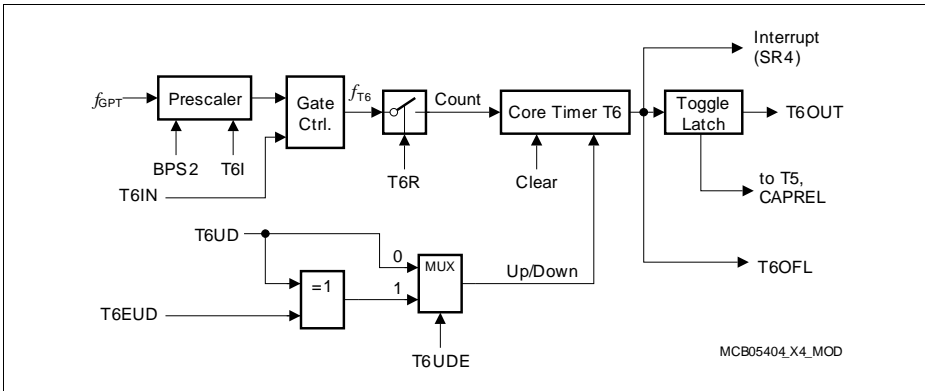 Interrupt
(SR4)
fGPT
Prescaler
Gate
Ctrl.
fT6
Count
Core Timer T6
Toggle
Latch
T6OUT
BPS2
T6I
T6IN
T6R
Clear
to T5,
CAPREL
T6UD
0
MUX
Up/Down
T6OFL
=1
1
T6EUD
T6UDE
MCB05404_X4_MOD